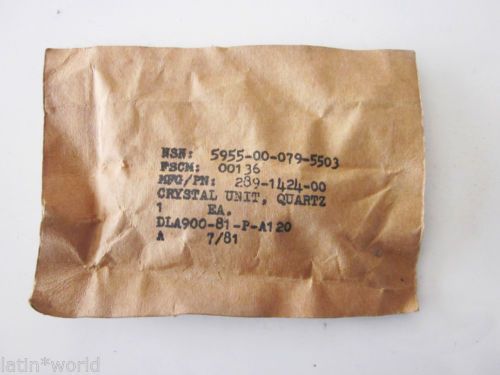 NSN: 5955-00-079-5503
FSCM: 00136
MFG/PN: 289-1424-00
CRYSTAL UNIT, QUARTZ
1 EA.
DLA900-81-P-A120
A 7/81
latin*world